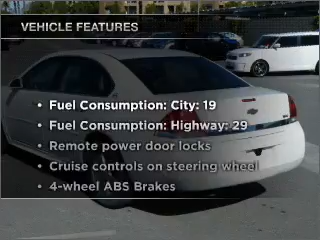 VEHICLE FEATURES
• Fuel Consumption: City: 19
• Fuel Consumption: Highway: 29
• Remote power door locks
• Cruise controls on steering wheel
• 4-wheel ABS Brakes